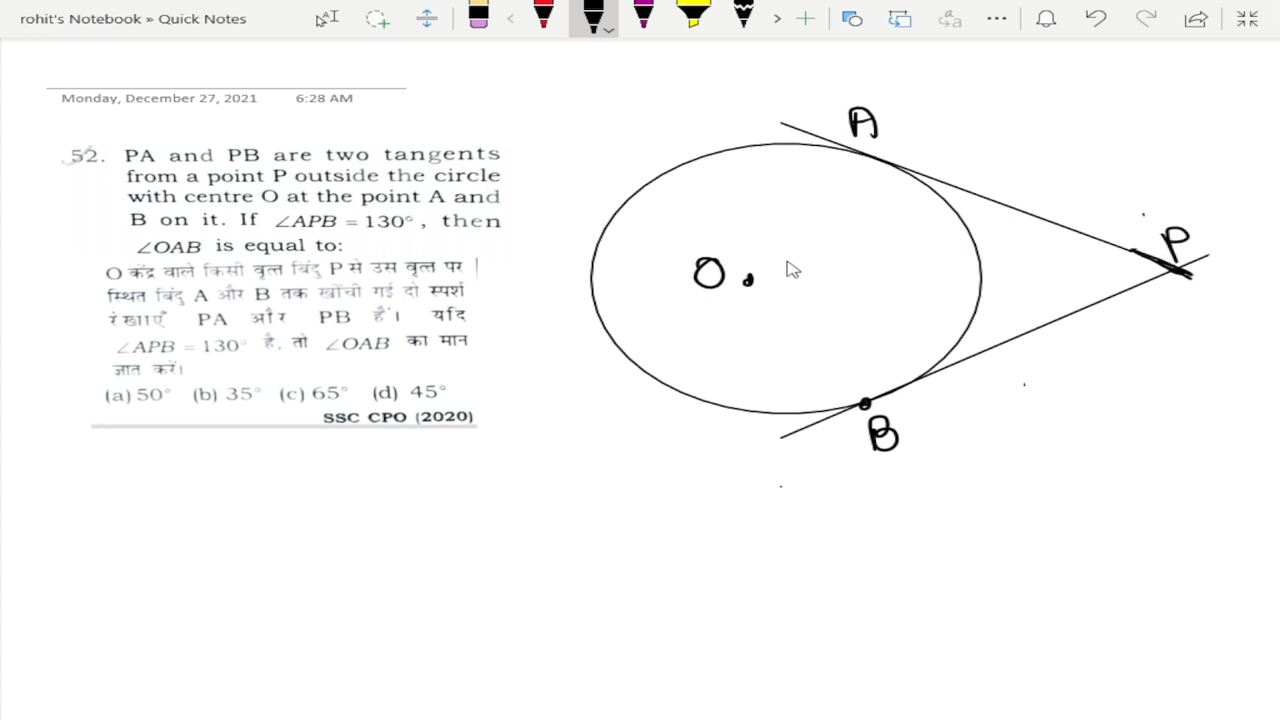 rohit's Notebook » Quick Notes
Monday, December 27, 2021 6:28 AM
52. PA and PB are two tangents
from a point P outside the circle
with centre O at the point A and
B on it. If ∠APB = 130°, then
∠OAB is equal to:
O केंद्र वाले किसी वृत्त बिंदु P से उस वृत्त पर
स्थित बिंदु A और B तक खींची गई दो स्पर्श
रेखाएँ PA और PB हैं। यदि
∠APB = 130° है, तो ∠OAB का मान
ज्ञात करें।
(a) 50° (b) 35° (c) 65° (d) 45°
SSC CPO (2020)
A
P
O
B